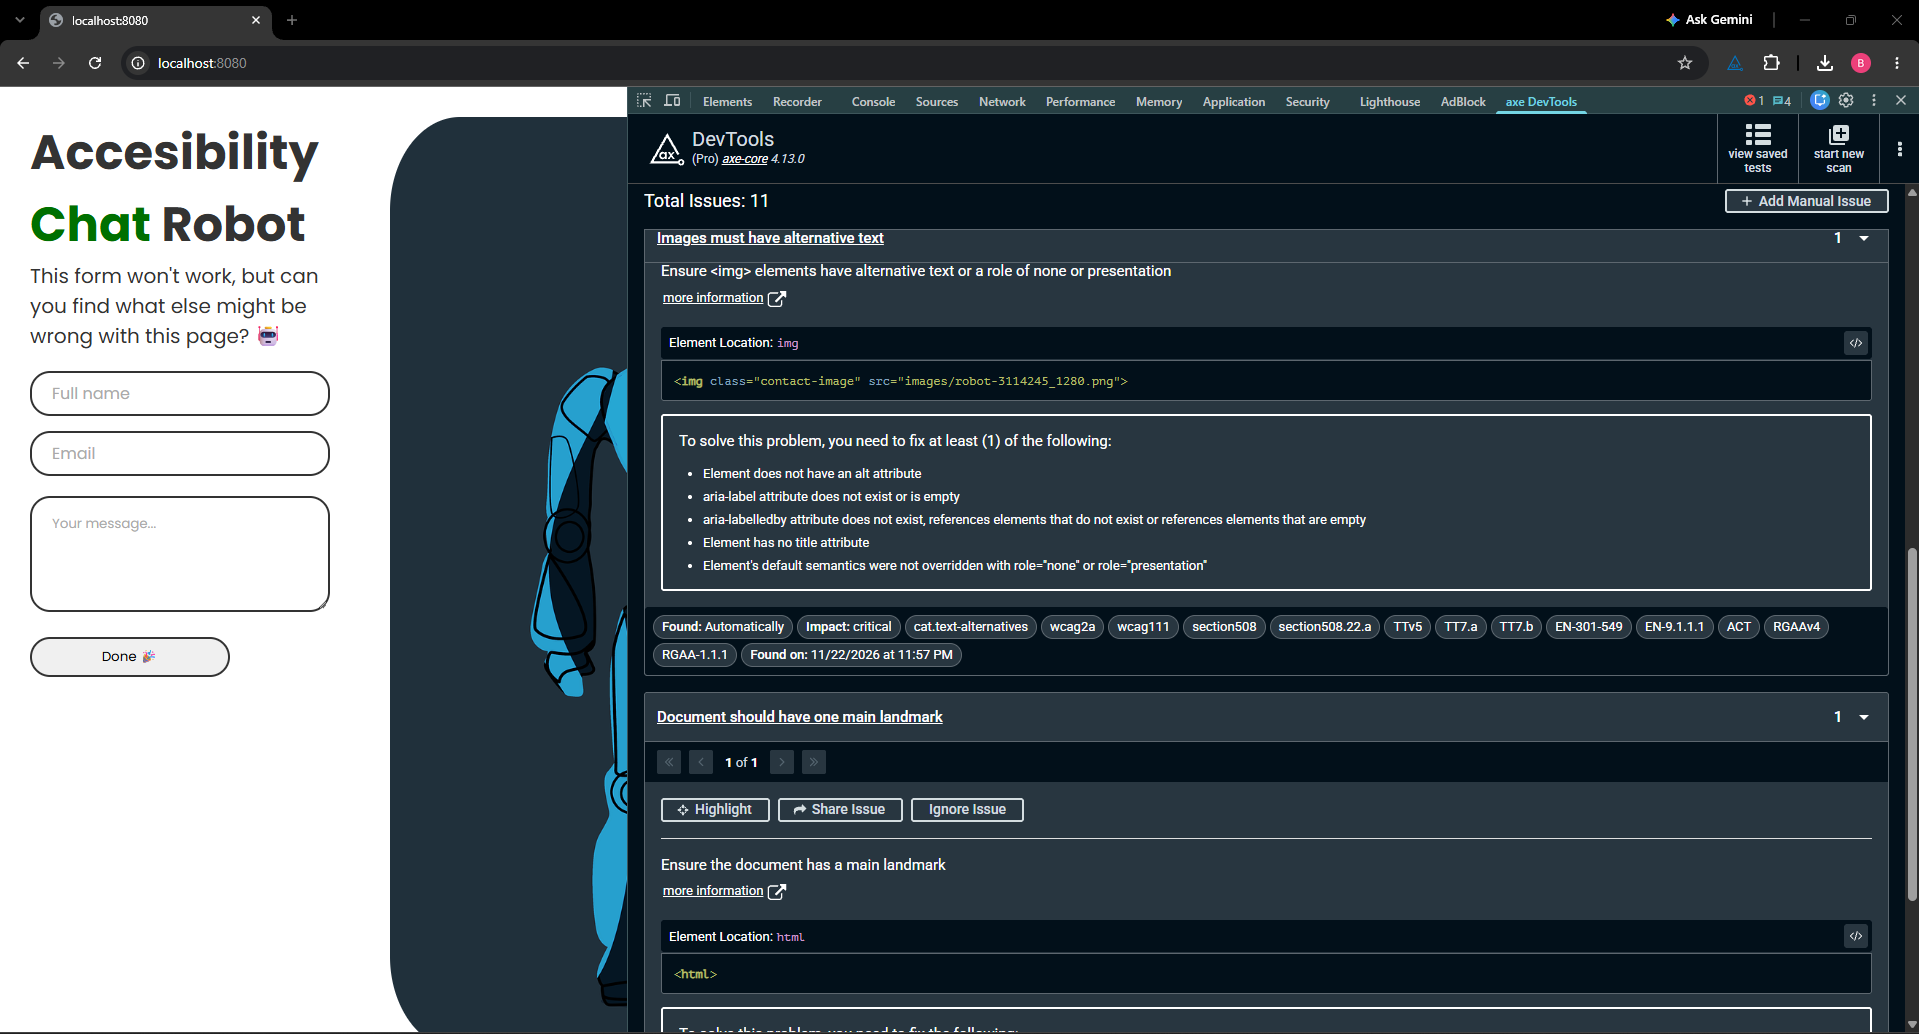 localhost:8080
Ask Gemini
localhost:8080
B
Accesibility
Chat Robot
This form won't work, but can
you find what else might be
wrong with this page? 🤖
Full name
Email
Your message...
Done 🎉
Elements Recorder Console Sources Network Performance Memory Application Security Lighthouse AdBlock axe DevTools 1 4
ax
DevTools
(Pro) axe-core 4.13.0
view saved
tests
start new
scan
Total Issues: 11
+ Add Manual Issue
Images must have alternative text 1
Ensure <img> elements have alternative text or a role of none or presentation
more information
Element Location: img
</>
<img class="contact-image" src="images/robot-3114245_1280.png">
To solve this problem, you need to fix at least (1) of the following:
• Element does not have an alt attribute
• aria-label attribute does not exist or is empty
• aria-labelledby attribute does not exist, references elements that do not exist or references elements that are empty
• Element has no title attribute
• Element's default semantics were not overridden with role="none" or role="presentation"
Found: Automatically Impact: critical cat.text-alternatives wcag2a wcag111 section508 section508.22.a TTv5 TT7.a TT7.b EN-301-549 EN-9.1.1.1 ACT RGAAv4
RGAA-1.1.1 Found on: 11/22/2026 at 11:57 PM
Document should have one main landmark 1
« ‹ 1 of 1 › »
Highlight Share Issue Ignore Issue
Ensure the document has a main landmark
more information
Element Location: html
</>
<html>
To solve this problem, you need to fix the following: